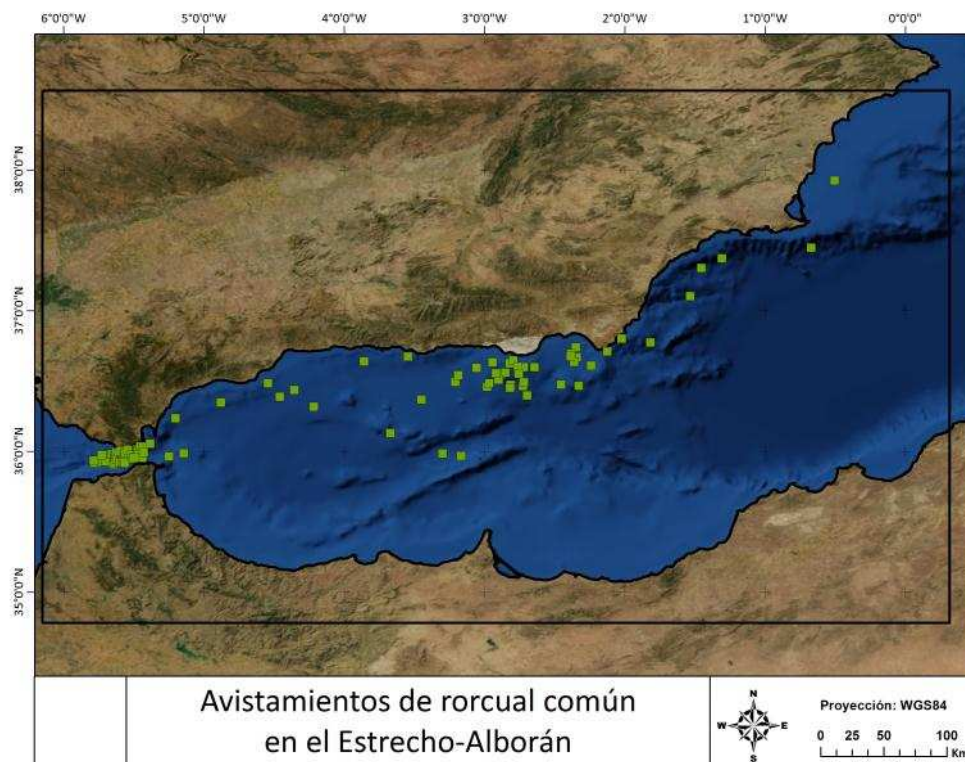 6°0'0"W 5°0'0"W 4°0'0"W 3°0'0"W 2°0'0"W 1°0'0"W 0°0'0"
38°0'0"N
37°0'0"N
36°0'0"N
35°0'0"N
Avistamientos de rorcual común
en el Estrecho-Alborán
N
W E
S
Proyección: WGS84
0 25 50 100
Km